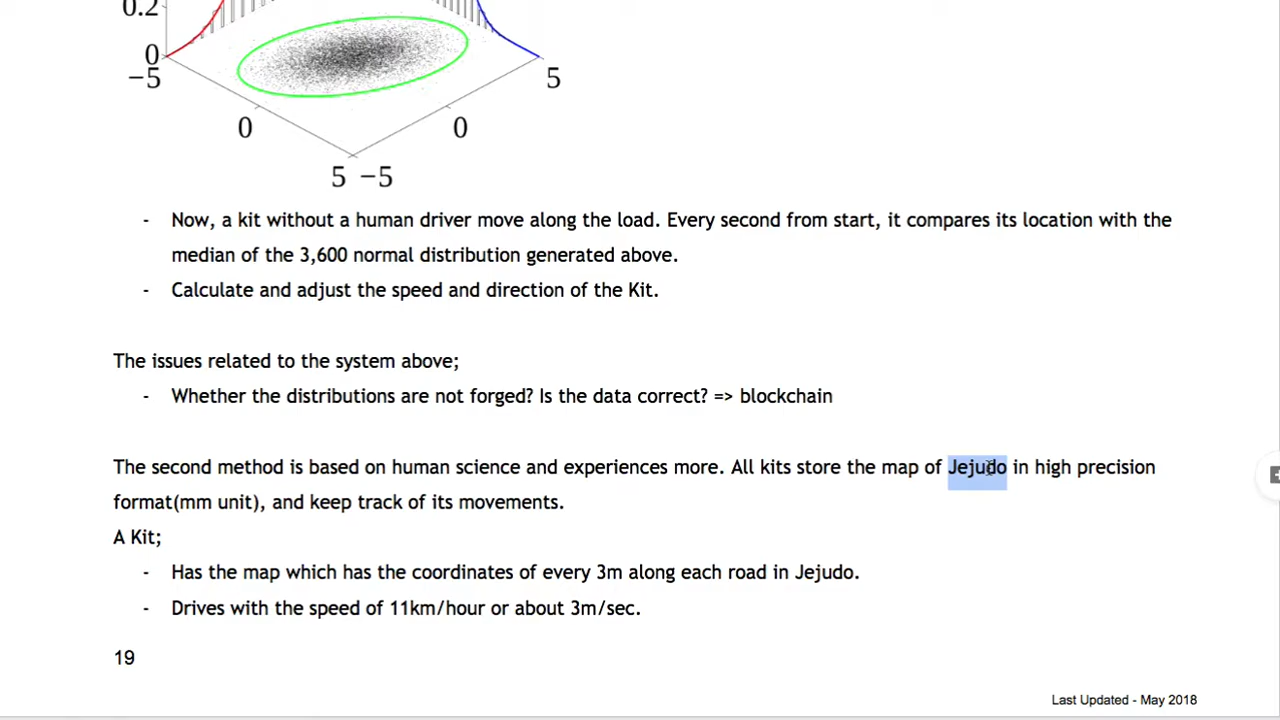 0.2
0
−5
5
0
0
5 −5
- Now, a kit without a human driver move along the load. Every second from start, it compares its location with the
median of the 3,600 normal distribution generated above.
- Calculate and adjust the speed and direction of the Kit.
The issues related to the system above;
- Whether the distributions are not forged? Is the data correct? => blockchain
The second method is based on human science and experiences more. All kits store the map of Jejudo in high precision
format(mm unit), and keep track of its movements.
A Kit;
- Has the map which has the coordinates of every 3m along each road in Jejudo.
- Drives with the speed of 11km/hour or about 3m/sec.
19
Last Updated - May 2018